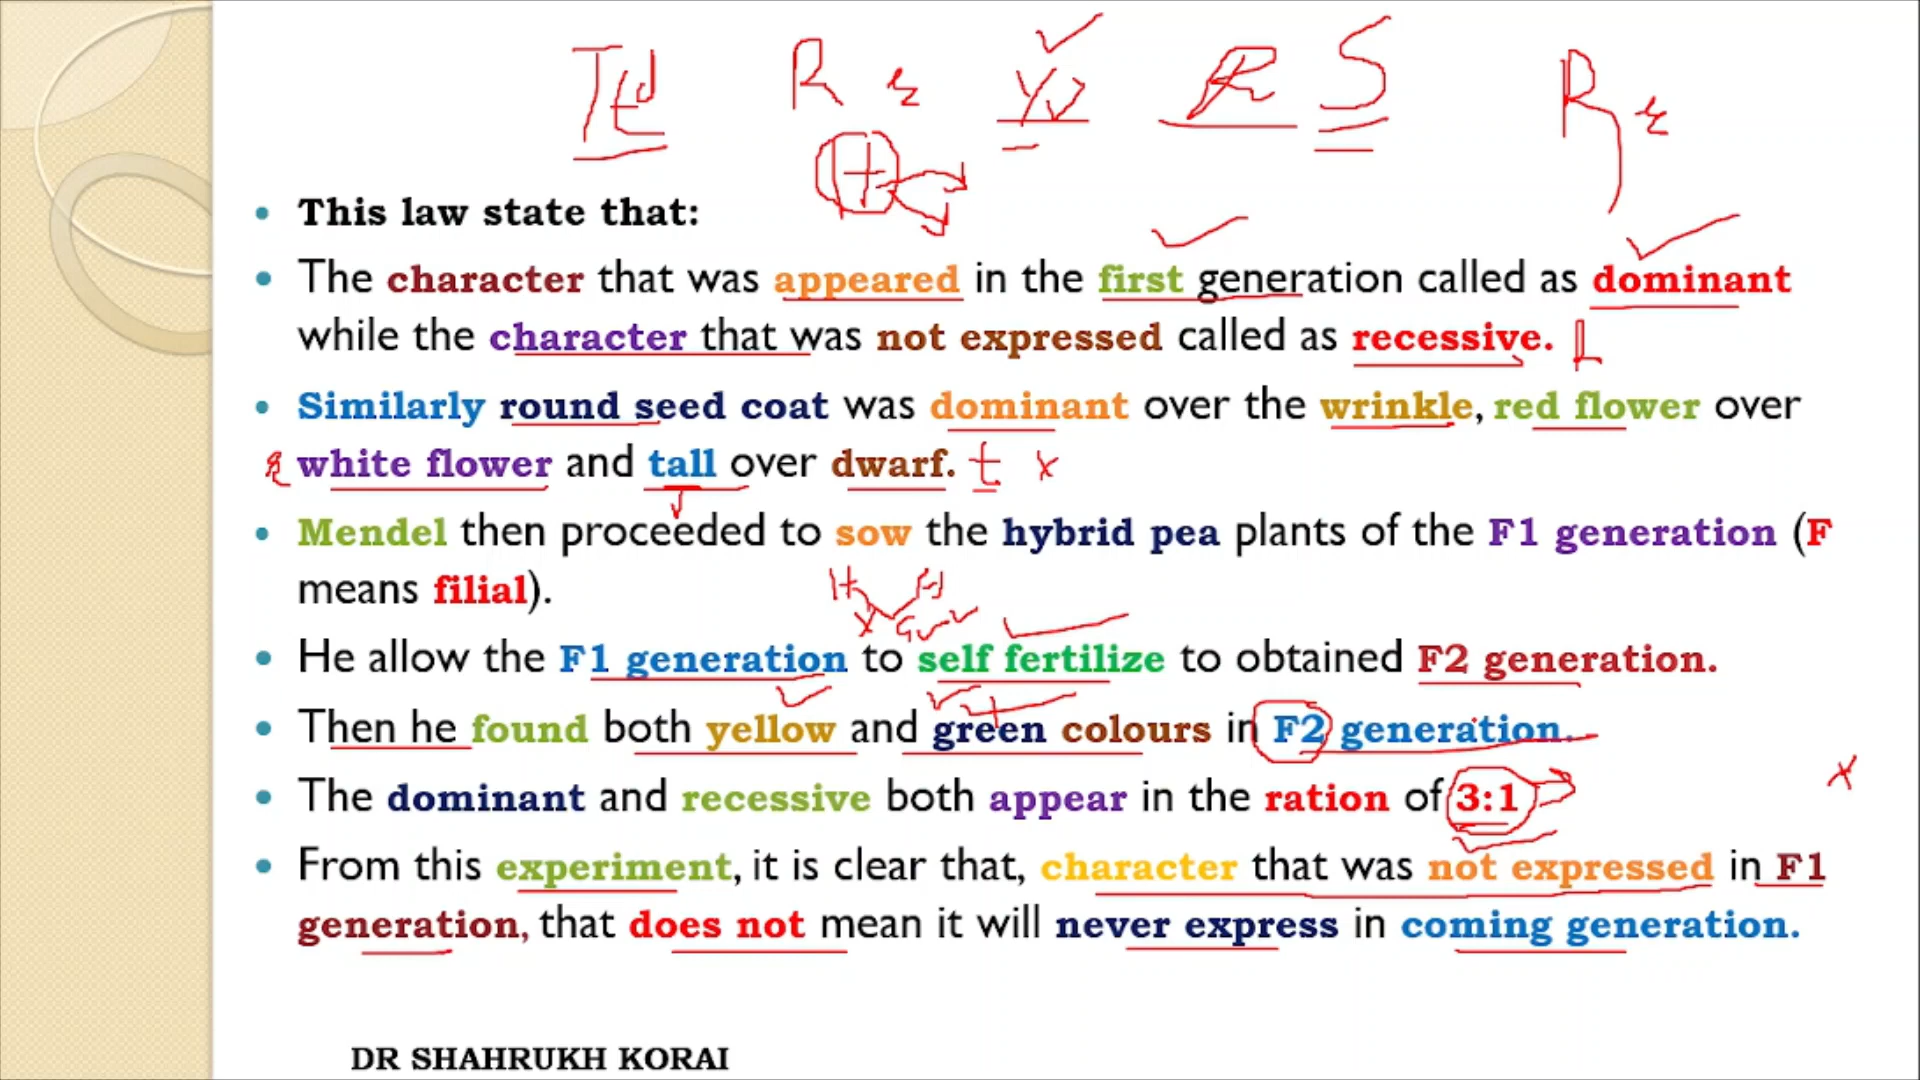 R
S
R
This law state that:
The character that was appeared in the first generation called as dominant
while the character that was not expressed called as recessive.
Similarly round seed coat was dominant over the wrinkle, red flower over
white flower and tall over dwarf. t x
Mendel then proceeded to sow the hybrid pea plants of the F1 generation (F
means filial).
He allow the F1 generation to self fertilize to obtained F2 generation.
Then he found both yellow and green colours in F2 generation.
The dominant and recessive both appear in the ration of 3:1
From this experiment, it is clear that, character that was not expressed in F1
generation, that does not mean it will never express in coming generation.
DR SHAHRUKH KORAI